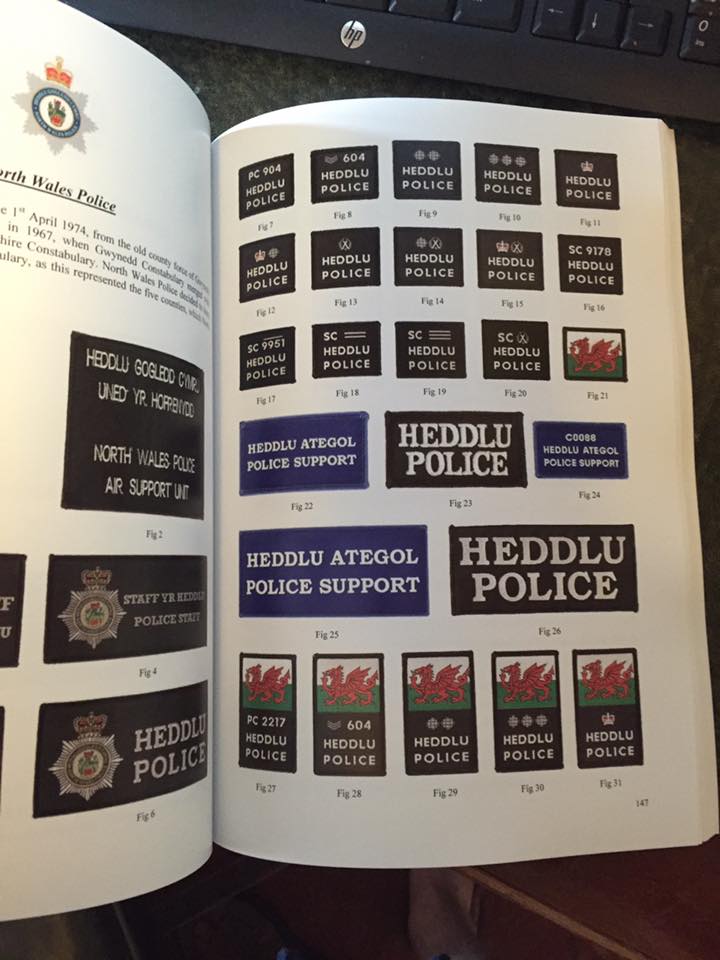 North Wales Police
1st April 1974, from the old county force of
in 1967, when Gwynedd Constabulary
Constabulary. North Wales Police decided
as this represented the five counties,
HEDDLU GOGLEDD CYMRU
UNED YR HOFRENYDD
NORTH WALES POLICE
AIR SUPPORT UNIT
Fig 2
STAFF YR HEDDLU
POLICE STAFF
Fig 4
HEDDLU
POLICE
Fig 6
PC 904
HEDDLU
POLICE
Fig 7
604
HEDDLU
POLICE
Fig 8
HEDDLU
POLICE
Fig 9
HEDDLU
POLICE
Fig 10
HEDDLU
POLICE
Fig 11
HEDDLU
POLICE
Fig 12
HEDDLU
POLICE
Fig 13
HEDDLU
POLICE
Fig 14
HEDDLU
POLICE
Fig 15
SC 9178
HEDDLU
POLICE
Fig 16
SC 9951
HEDDLU
POLICE
Fig 17
SC
HEDDLU
POLICE
Fig 18
SC
HEDDLU
POLICE
Fig 19
SC
HEDDLU
POLICE
Fig 20
Fig 21
HEDDLU ATEGOL
POLICE SUPPORT
Fig 22
HEDDLU
POLICE
Fig 23
C0088
HEDDLU ATEGOL
POLICE SUPPORT
Fig 24
HEDDLU ATEGOL
POLICE SUPPORT
Fig 25
HEDDLU
POLICE
Fig 26
PC 2217
HEDDLU
POLICE
Fig 27
604
HEDDLU
POLICE
Fig 28
HEDDLU
POLICE
Fig 29
HEDDLU
POLICE
Fig 30
HEDDLU
POLICE
Fig 31
147
hp